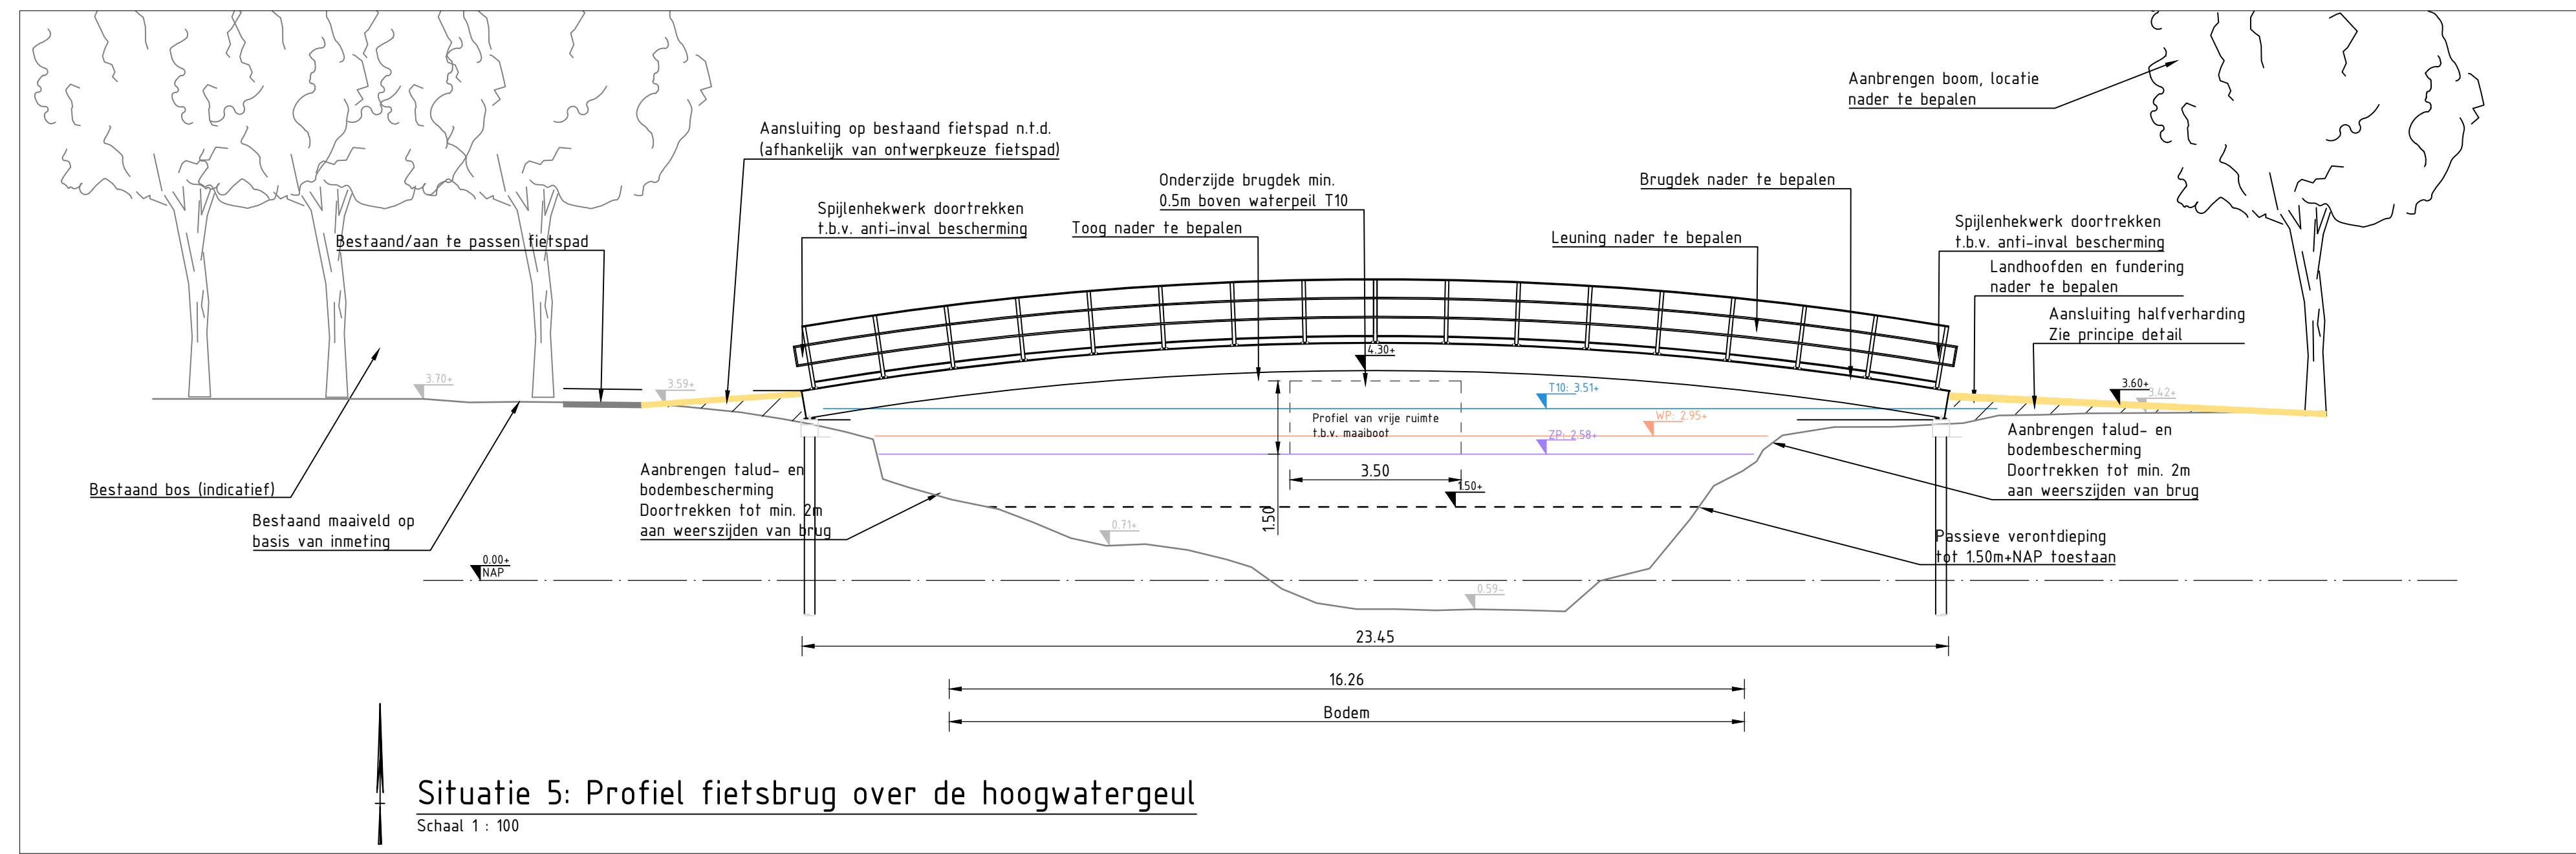 Aanbrengen boom, locatie
nader te bepalen
Aansluiting op bestaand fietspad n.t.d.
(afhankelijk van ontwerpkeuze fietspad)
Onderzijde brugdek min.
0.5m boven waterpeil T10
Brugdek nader te bepalen
Spijlenhekwerk doortrekken
t.b.v. anti-inval bescherming
Toog nader te bepalen
Leuning nader te bepalen
Spijlenhekwerk doortrekken
t.b.v. anti-inval bescherming
Bestaand/aan te passen fietspad
Landhoofden en fundering
nader te bepalen
Aansluiting halfverharding
Zie principe detail
4.30+
3.70+
3.59+
T10: 3.51+
3.60+
3.42+
Profiel van vrije ruimte
t.b.v. maaiboot
WP: 2.95+
ZP: 2.58+
Aanbrengen talud- en
bodembescherming
Doortrekken tot min. 2m
aan weerszijden van brug
Aanbrengen talud- en
bodembescherming
Doortrekken tot min. 2m
aan weerszijden van brug
3.50
1.50+
1.50
Bestaand bos (indicatief)
Bestaand maaiveld op
basis van inmeting
0.71+
Passieve verontdieping
tot 1.50m+NAP toestaan
0.00+
NAP
0.59-
23.45
16.26
Bodem
Situatie 5: Profiel fietsbrug over de hoogwatergeul
Schaal 1 : 100